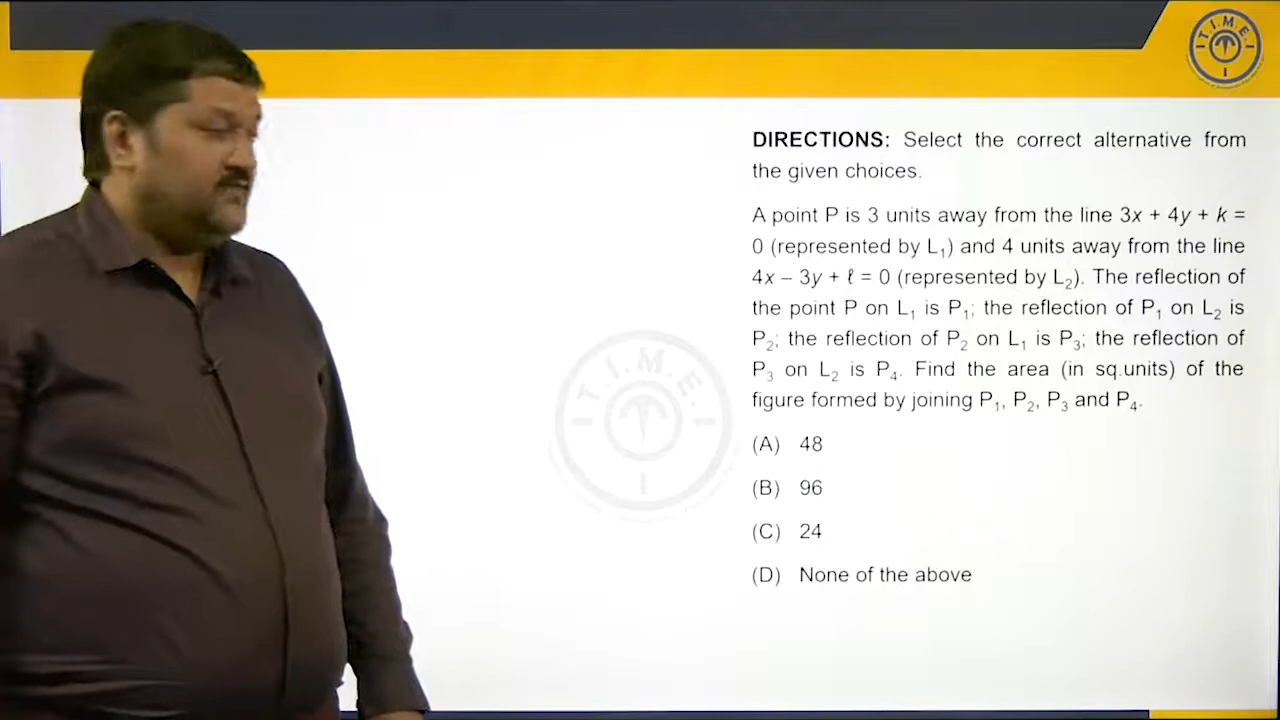 T.I.M.E.
DIRECTIONS: Select the correct alternative from
the given choices.
A point P is 3 units away from the line 3x + 4y + k =
0 (represented by L₁) and 4 units away from the line
4x – 3y + ℓ = 0 (represented by L₂). The reflection of
the point P on L₁ is P₁; the reflection of P₁ on L₂ is
P₂; the reflection of P₂ on L₁ is P₃; the reflection of
P₃ on L₂ is P₄. Find the area (in sq.units) of the
figure formed by joining P₁, P₂, P₃ and P₄.
T.I.M.E.
(A) 48
(B) 96
(C) 24
(D) None of the above